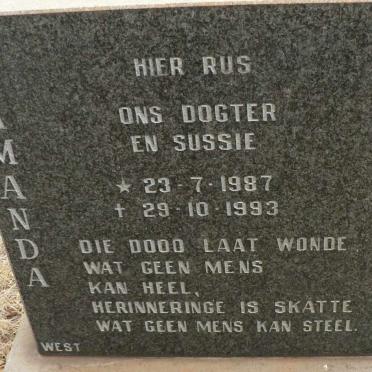 AMANDA
HIER RUS
ONS DOGTER
EN SUSSIE
★ 23-7-1987
† 29-10-1993
DIE DOOD LAAT WONDE
WAT GEEN MENS
KAN HEEL,
HERINNERINGE IS SKATTE
WAT GEEN MENS KAN STEEL.
WEST